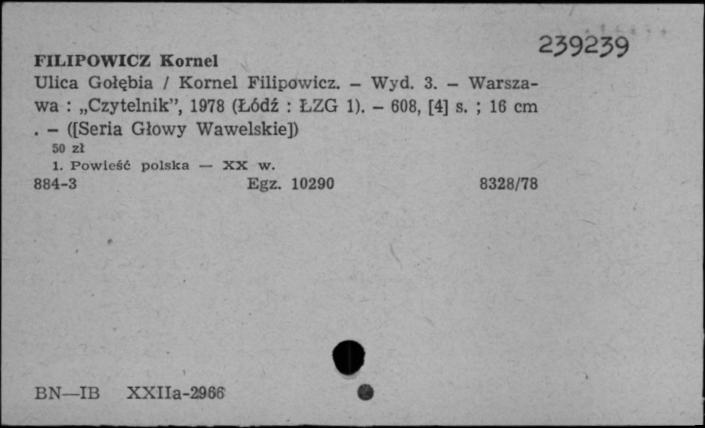 239239
FILIPOWICZ Kornel
Ulica Gołębia / Kornel Filipowicz. – Wyd. 3. – Warsza-
wa : „Czytelnik”, 1978 (Łódź : ŁZG 1). – 608, [4] s. ; 16 cm
. – ([Seria Głowy Wawelskie])
50 zł
1. Powieść polska — XX w.
884-3 Egz. 10290 8328/78
BN—IB XXIIa-2966